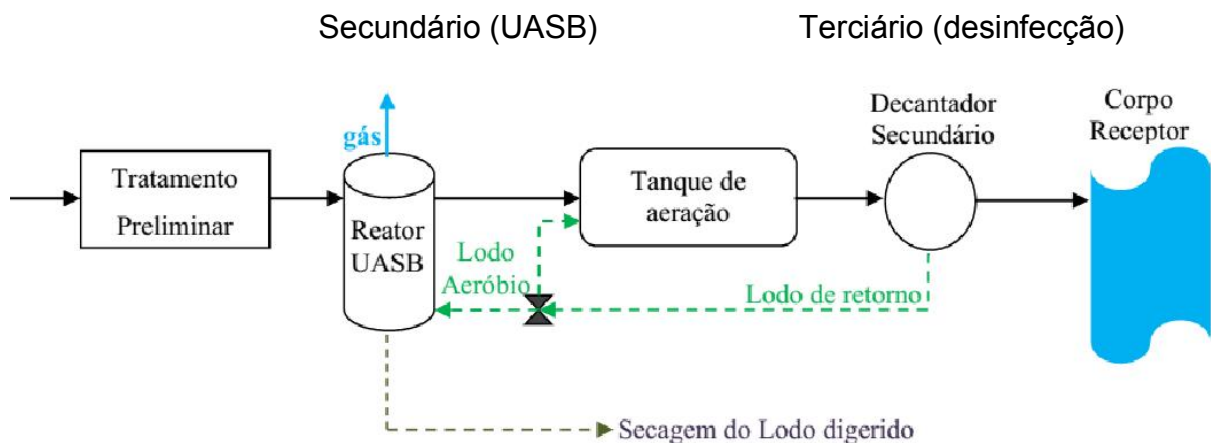 Secundário (UASB)
Terciário (desinfecção)
gás
Decantador
Secundário
Corpo
Receptor
Tratamento
Preliminar
Reator
UASB
Tanque de
aeração
Lodo
Aeróbio
Lodo de retorno
Secagem do Lodo digerido